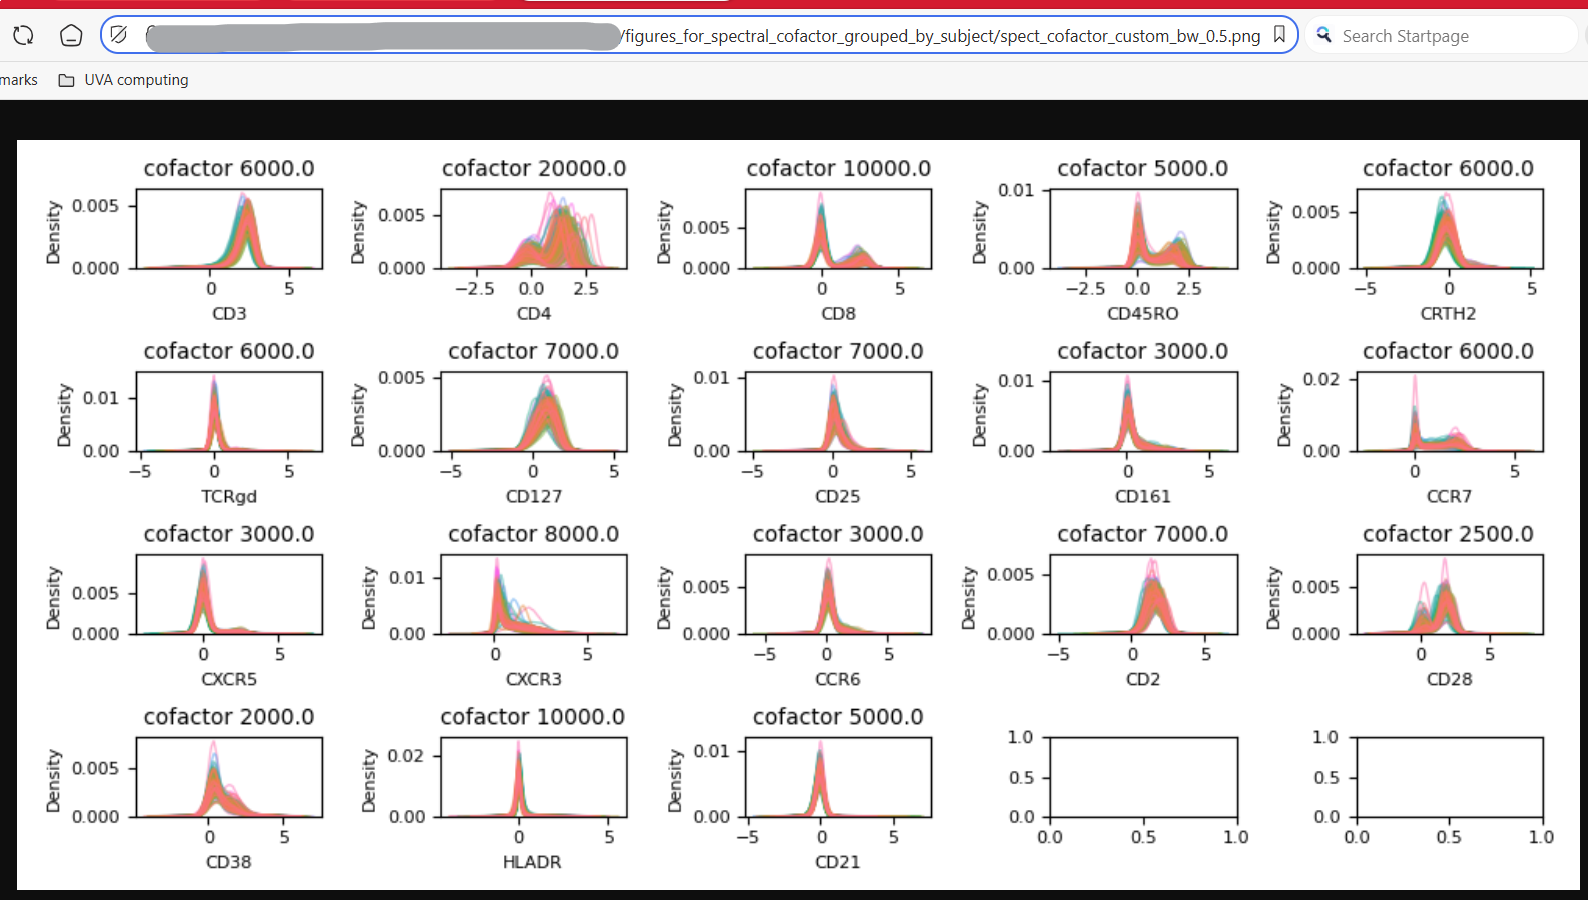 /figures_for_spectral_cofactor_grouped_by_subject/spect_cofactor_custom_bw_0.5.png
Search Startpage
marks
UVA computing
cofactor 6000.0
Density
0.005
0.000
0 5
CD3
cofactor 20000.0
Density
0.005
0.000
−2.5 0.0 2.5
CD4
cofactor 10000.0
Density
0.005
0.000
0 5
CD8
cofactor 5000.0
Density
0.01
0.00
−2.5 0.0 2.5
CD45RO
cofactor 6000.0
Density
0.005
0.000
−5 0 5
CRTH2
cofactor 6000.0
Density
0.01
0.00
−5 0 5
TCRgd
cofactor 7000.0
Density
0.005
0.000
−5 0 5
CD127
cofactor 7000.0
Density
0.01
0.00
−5 0 5
CD25
cofactor 3000.0
Density
0.01
0.00
0 5
CD161
cofactor 6000.0
Density
0.02
0.00
0 5
CCR7
cofactor 3000.0
Density
0.005
0.000
0 5
CXCR5
cofactor 8000.0
Density
0.01
0.00
0 5
CXCR3
cofactor 3000.0
Density
0.005
0.000
−5 0 5
CCR6
cofactor 7000.0
Density
0.005
0.000
−5 0 5
CD2
cofactor 2500.0
Density
0.005
0.000
0 5
CD28
cofactor 2000.0
Density
0.005
0.000
0 5
CD38
cofactor 10000.0
Density
0.02
0.00
0 5
HLADR
cofactor 5000.0
Density
0.01
0.00
−5 0 5
CD21
1.0
0.5
0.0
0.0 0.5 1.0
1.0
0.5
0.0
0.0 0.5 1.0